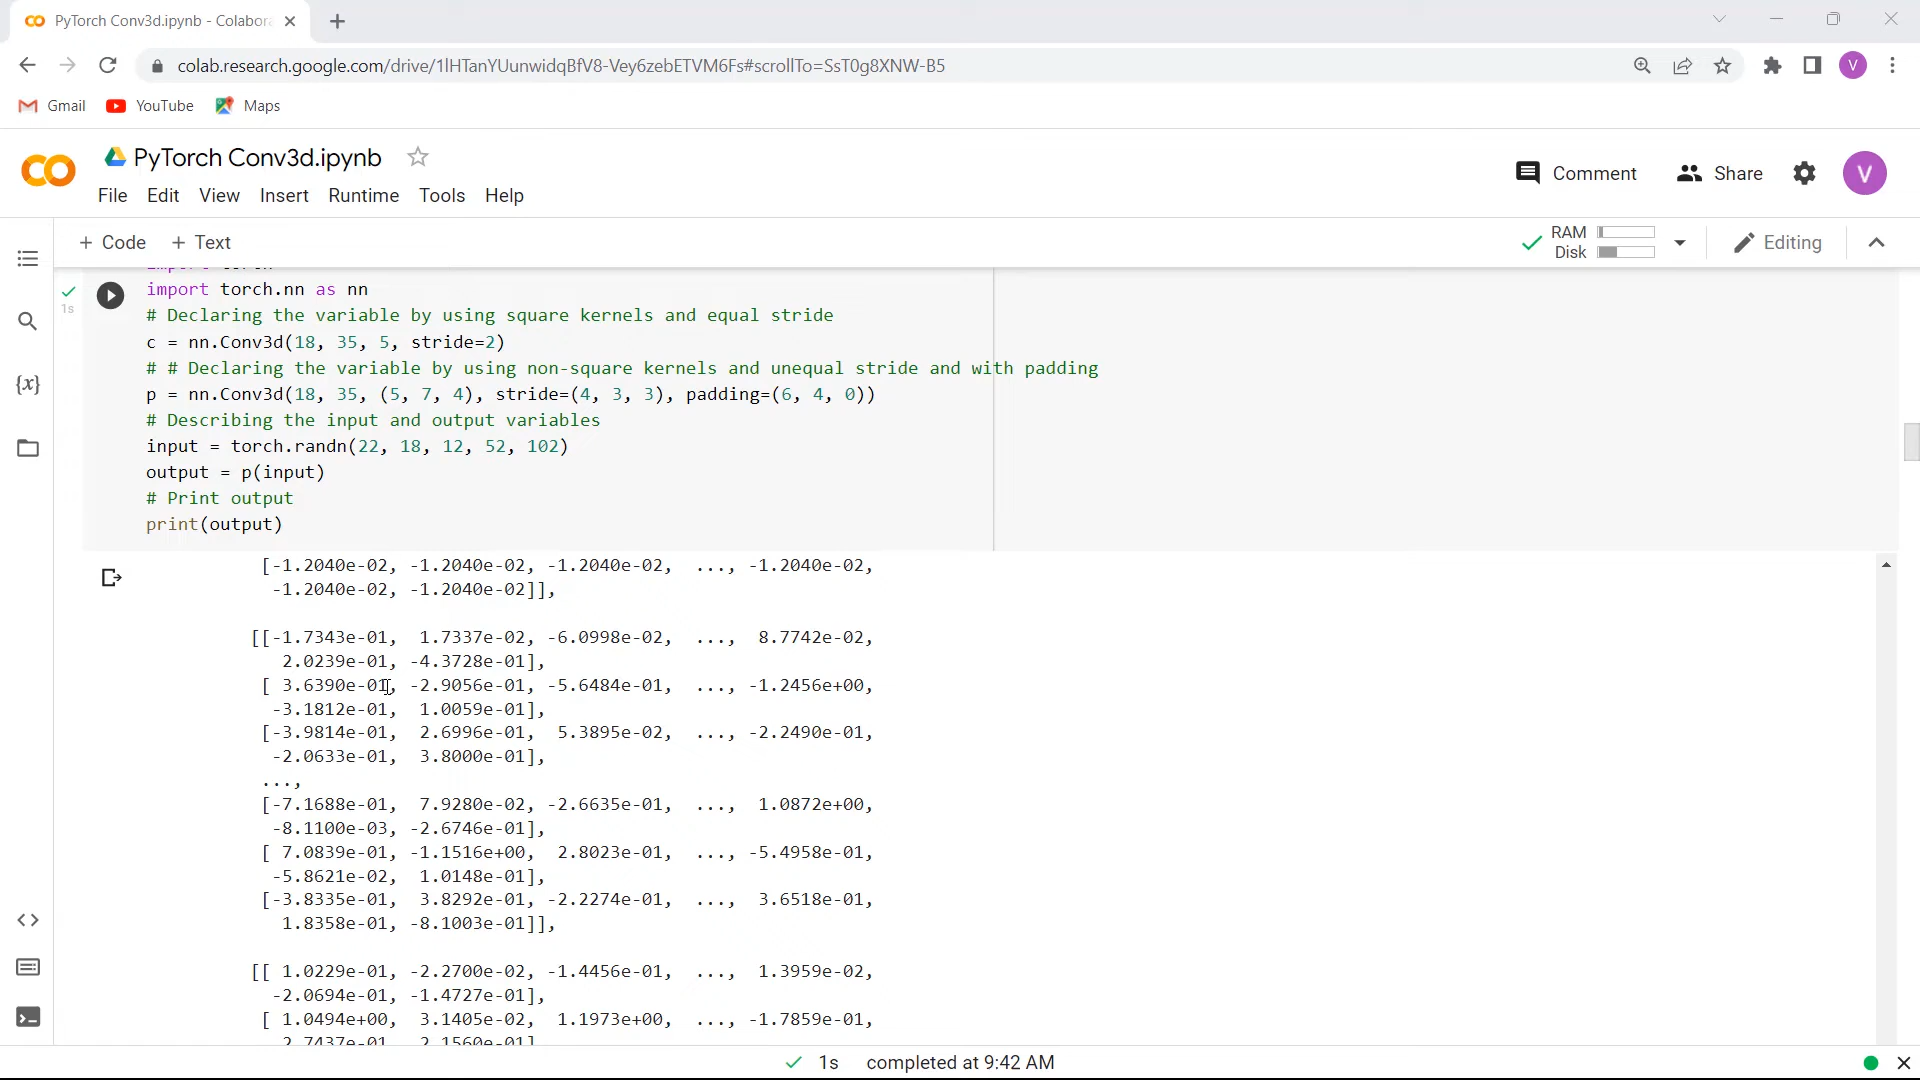 PyTorch Conv3d.ipynb - Colabora
colab.research.google.com/drive/1lHTanYUunwidqBfV8-Vey6zebETVM6Fs#scrollTo=SsT0g8XNW-B5
V
Gmail YouTube Maps
PyTorch Conv3d.ipynb
Comment Share V
File Edit View Insert Runtime Tools Help
+ Code + Text
RAM
Disk
Editing
import torch.nn as nn
1s
# Declaring the variable by using square kernels and equal stride
c = nn.Conv3d(18, 35, 5, stride=2)
# # Declaring the variable by using non-square kernels and unequal stride and with padding
{x}
p = nn.Conv3d(18, 35, (5, 7, 4), stride=(4, 3, 3), padding=(6, 4, 0))
# Describing the input and output variables
input = torch.randn(22, 18, 12, 52, 102)
output = p(input)
# Print output
print(output)
[-1.2040e-02, -1.2040e-02, -1.2040e-02, ..., -1.2040e-02,
-1.2040e-02, -1.2040e-02]],
[[-1.7343e-01, 1.7337e-02, -6.0998e-02, ..., 8.7742e-02,
2.0239e-01, -4.3728e-01],
[ 3.6390e-01, -2.9056e-01, -5.6484e-01, ..., -1.2456e+00,
-3.1812e-01, 1.0059e-01],
[-3.9814e-01, 2.6996e-01, 5.3895e-02, ..., -2.2490e-01,
-2.0633e-01, 3.8000e-01],
...,
[-7.1688e-01, 7.9280e-02, -2.6635e-01, ..., 1.0872e+00,
-8.1100e-03, -2.6746e-01],
[ 7.0839e-01, -1.1516e+00, 2.8023e-01, ..., -5.4958e-01,
-5.8621e-02, 1.0148e-01],
[-3.8335e-01, 3.8292e-01, -2.2274e-01, ..., 3.6518e-01,
1.8358e-01, -8.1003e-01]],
[[ 1.0229e-01, -2.2700e-02, -1.4456e-01, ..., 1.3959e-02,
-2.0694e-01, -1.4727e-01],
[ 1.0494e+00, 3.1405e-02, 1.1973e+00, ..., -1.7859e-01,
2.7437e-01, 2.1560e-01]
1s completed at 9:42 AM